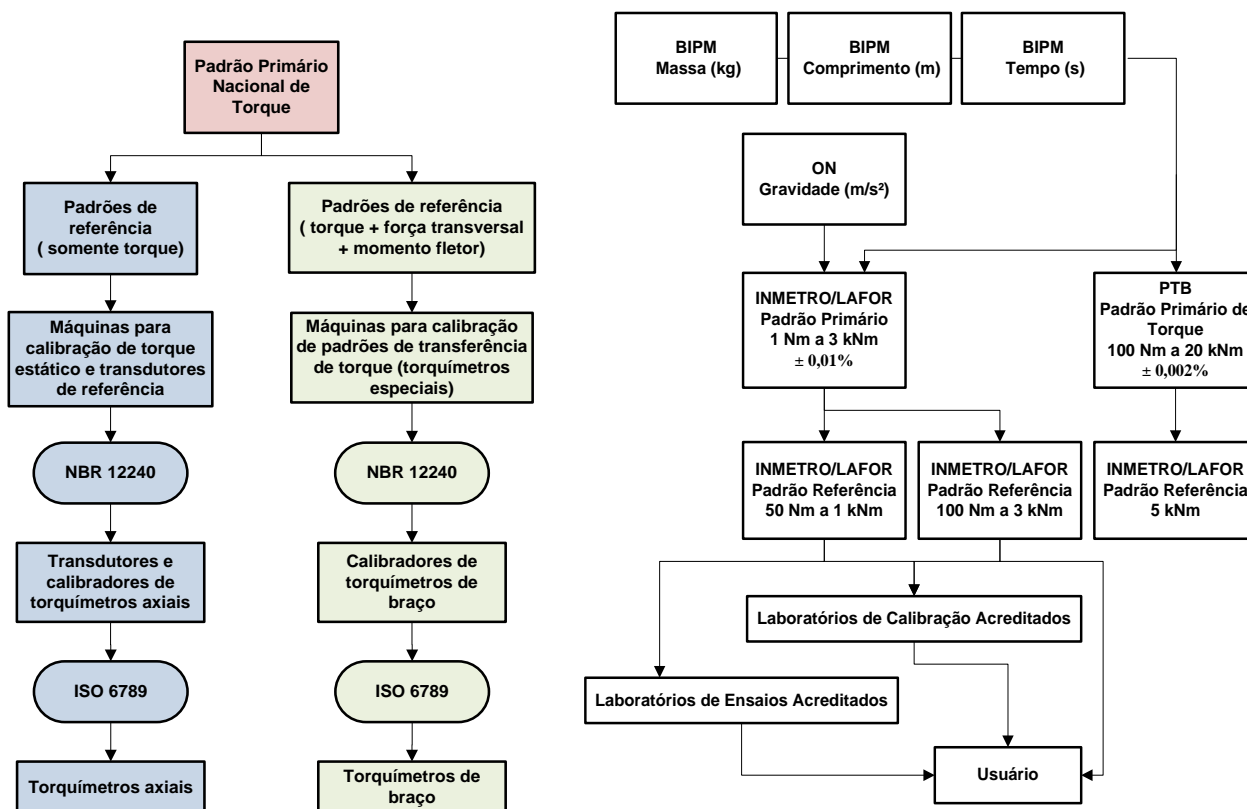 Padrão Primário
Nacional de
Torque
Padrões de
referência
( somente torque)
Padrões de referência
( torque + força transversal
+ momento fletor)
Máquinas para
calibração de torque
estático e transdutores
de referência
Máquinas para calibração
de padrões de transferência
de torque (torquímetros
especiais)
NBR 12240
NBR 12240
Transdutores e
calibradores de
torquímetros axiais
Calibradores de
torquímetros de
braço
ISO 6789
ISO 6789
Torquímetros axiais
Torquímetros de
braço
BIPM
Massa (kg)
BIPM
Comprimento (m)
BIPM
Tempo (s)
ON
Gravidade (m/s²)
INMETRO/LAFOR
Padrão Primário
1 Nm a 3 kNm
± 0,01%
PTB
Padrão Primário de
Torque
100 Nm a 20 kNm
± 0,002%
INMETRO/LAFOR
Padrão Referência
50 Nm a 1 kNm
INMETRO/LAFOR
Padrão Referência
100 Nm a 3 kNm
INMETRO/LAFOR
Padrão Referência
5 kNm
Laboratórios de Calibração Acreditados
Laboratórios de Ensaios Acreditados
Usuário